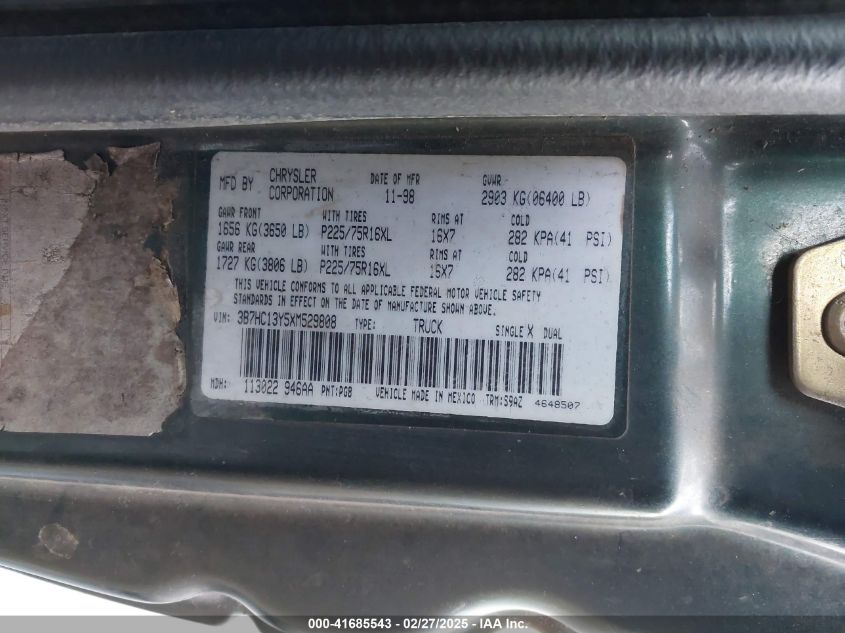 MFD BY CHRYSLER CORPORATION DATE OF MFR 11-98 GVWR 2903 KG(06400 LB)
GAWR FRONT WITH TIRES RIMS AT COLD
1656 KG(3650 LB) P225/75R16XL 16X7 282 KPA(41 PSI)
GAWR REAR WITH TIRES RIMS AT COLD
1727 KG(3806 LB) P225/75R16XL 16X7 282 KPA(41 PSI)
THIS VEHICLE CONFORMS TO ALL APPLICABLE FEDERAL MOTOR VEHICLE SAFETY
STANDARDS IN EFFECT ON THE DATE OF MANUFACTURE SHOWN ABOVE.
VIN: 3B7HC13Y5XM529808 TYPE: TRUCK SINGLE X DUAL
MDH: 113022 946AA PNT:PGB VEHICLE MADE IN MEXICO TRM:S9AZ 4648507
000-41685543 - 02/27/2025 - IAA Inc.